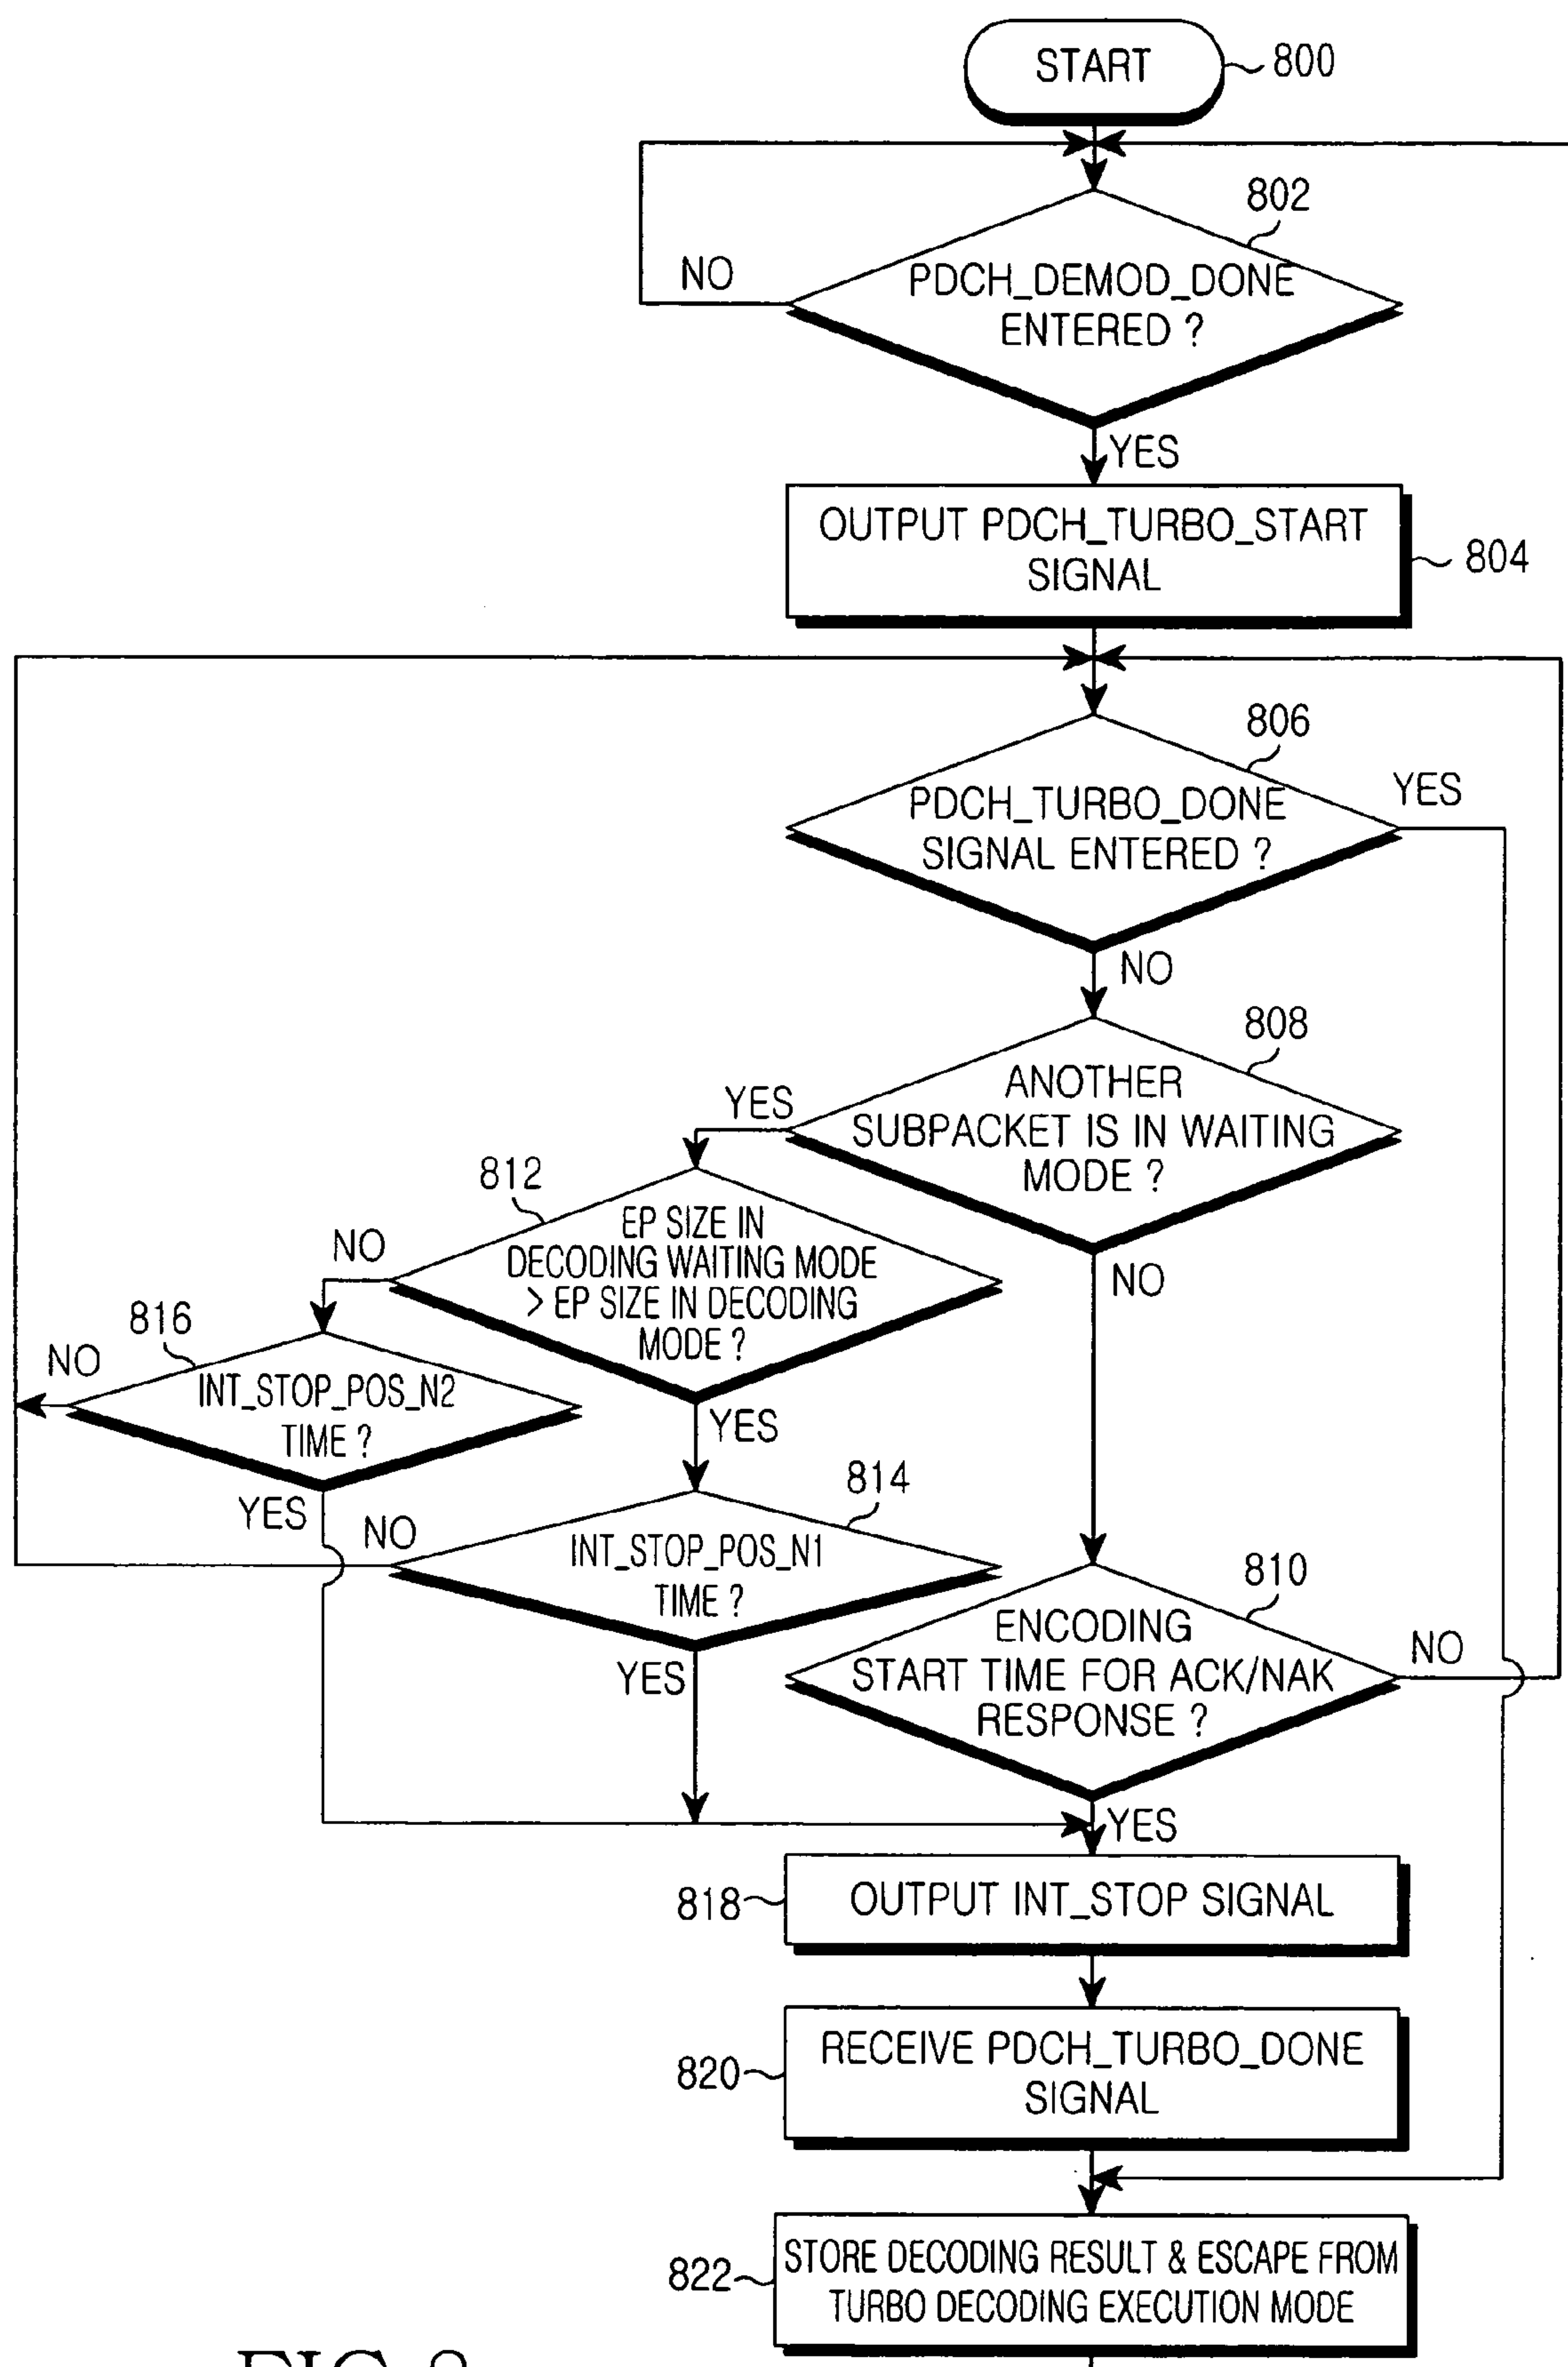 START
800
802
NO
PDCH_DEMOD_DONE
ENTERED ?
YES
OUTPUT PDCH_TURBO_START
SIGNAL
804
806
YES
PDCH_TURBO_DONE
SIGNAL ENTERED ?
NO
808
ANOTHER
SUBPACKET IS IN WAITING
MODE ?
YES
NO
812
EP SIZE IN
DECODING WAITING MODE
> EP SIZE IN DECODING
MODE ?
NO
YES
816
NO
INT_STOP_POS_N2
TIME ?
YES
814
NO
INT_STOP_POS_N1
TIME ?
YES
810
ENCODING
START TIME FOR ACK/NAK
RESPONSE ?
NO
YES
818
OUTPUT INT_STOP SIGNAL
820
RECEIVE PDCH_TURBO_DONE
SIGNAL
822
STORE DECODING RESULT & ESCAPE FROM
TURBO DECODING EXECUTION MODE
FIG.8